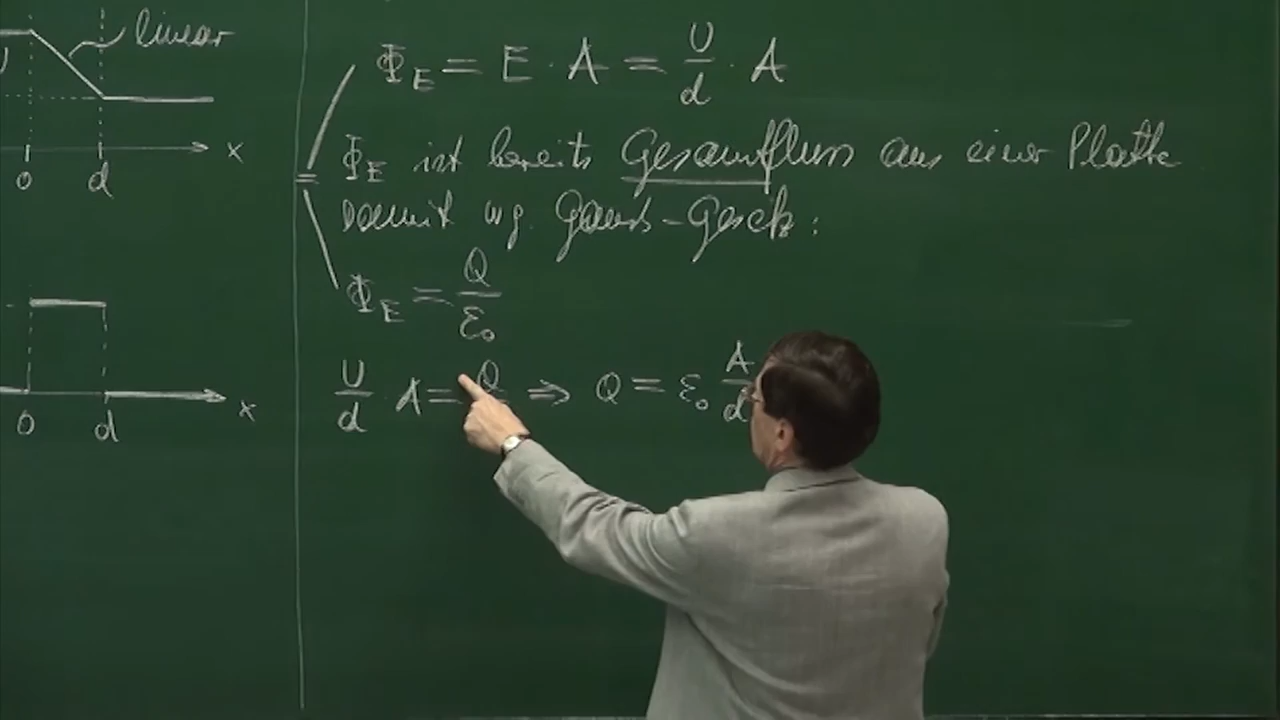 linear
x
0 d
x
0 d
Φ_E = E · A = U/d · A
Φ_E ist bereits Gesamtfluss aus einer Platte
damit wg. Gauß-Gesetz:
Φ_E = Q/ε₀
U/d · A = Q ⇒ Q = ε₀ A/d